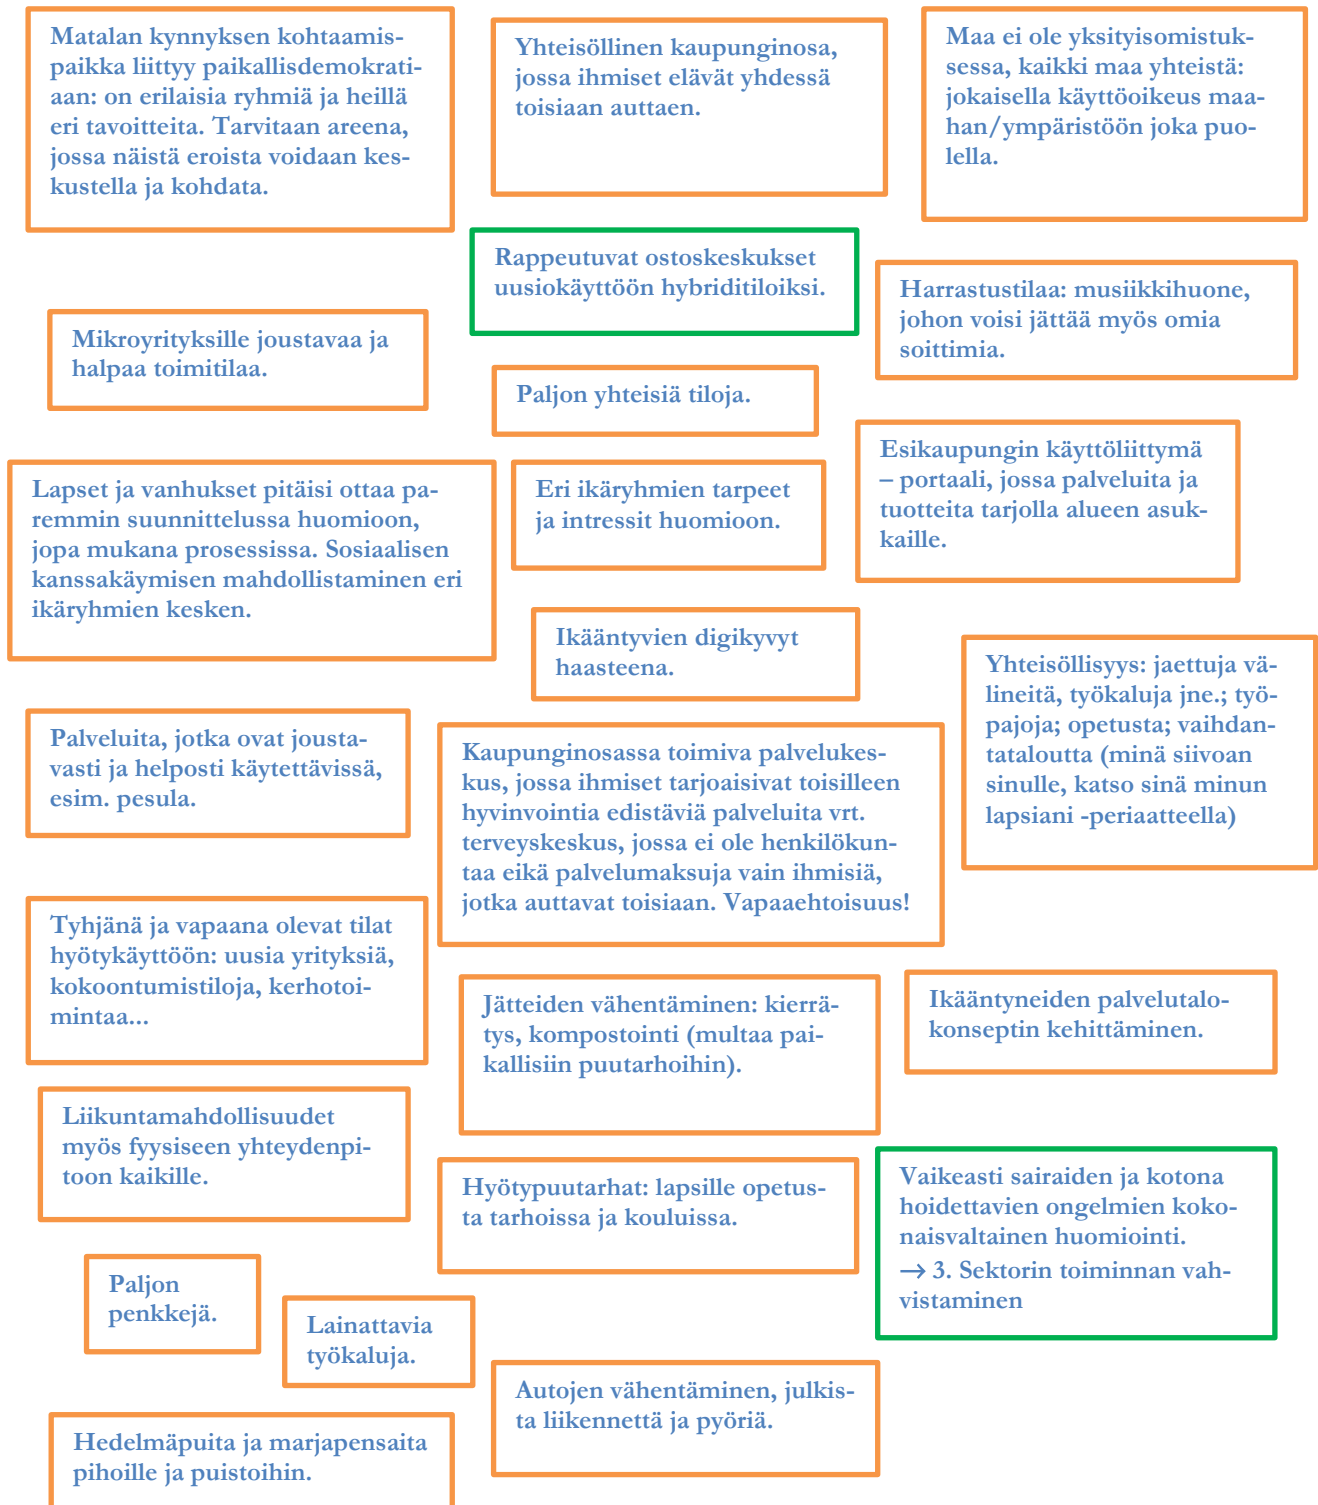 Matalan kynnyksen kohtaamis-
paikka liittyy paikallisdemokrati-
aan: on erilaisia ryhmiä ja heillä
eri tavoitteita. Tarvitaan areena,
jossa näistä eroista voidaan kes-
kustella ja kohdata.
Yhteisöllinen kaupunginosa,
jossa ihmiset elävät yhdessä
toisiaan auttaen.
Maa ei ole yksityisomistuk-
sessa, kaikki maa yhteistä:
jokaisella käyttöoikeus maa-
han/ympäristöön joka puo-
lella.
Rappeutuvat ostoskeskukset
uusiokäyttöön hybriditiloiksi.
Harrastustilaa: musiikkihuone,
johon voisi jättää myös omia
soittimia.
Mikroyrityksille joustavaa ja
halpaa toimitilaa.
Paljon yhteisiä tiloja.
Esikaupungin käyttöliittymä
– portaali, jossa palveluita ja
tuotteita tarjolla alueen asuk-
kaille.
Lapset ja vanhukset pitäisi ottaa pa-
remmin suunnittelussa huomioon,
jopa mukana prosessissa. Sosiaalisen
kanssakäymisen mahdollistaminen eri
ikäryhmien kesken.
Eri ikäryhmien tarpeet
ja intressit huomioon.
Ikääntyvien digikyvyt
haasteena.
Yhteisöllisyys: jaettuja vä-
lineitä, työkaluja jne.; työ-
pajoja; opetusta; vaihdan-
tataloutta (minä siivoan
sinulle, katso sinä minun
lapsiani -periaatteella)
Palveluita, jotka ovat jousta-
vasti ja helposti käytettävissä,
esim. pesula.
Kaupunginosassa toimiva palvelukes-
kus, jossa ihmiset tarjoaisivat toisilleen
hyvinvointia edistäviä palveluita vrt.
terveyskeskus, jossa ei ole henkilökun-
taa eikä palvelumaksuja vain ihmisiä,
jotka auttavat toisiaan. Vapaaehtoisuus!
Tyhjänä ja vapaana olevat tilat
hyötykäyttöön: uusia yrityksiä,
kokoontumistiloja, kerhotoi-
mintaa...
Jätteiden vähentäminen: kierrä-
tys, kompostointi (multaa pai-
kallisiin puutarhoihin).
Ikääntyneiden palvelutalo-
konseptin kehittäminen.
Liikuntamahdollisuudet
myös fyysiseen yhteydenpi-
toon kaikille.
Hyötypuutarhat: lapsille opetus-
ta tarhoissa ja kouluissa.
Vaikeasti sairaiden ja kotona
hoidettavien ongelmien koko-
naisvaltainen huomiointi.
→ 3. Sektorin toiminnan vah-
vistaminen
Paljon
penkkejä.
Lainattavia
työkaluja.
Autojen vähentäminen, julkis-
ta liikennettä ja pyöriä.
Hedelmäpuita ja marjapensaita
pihoille ja puistoihin.